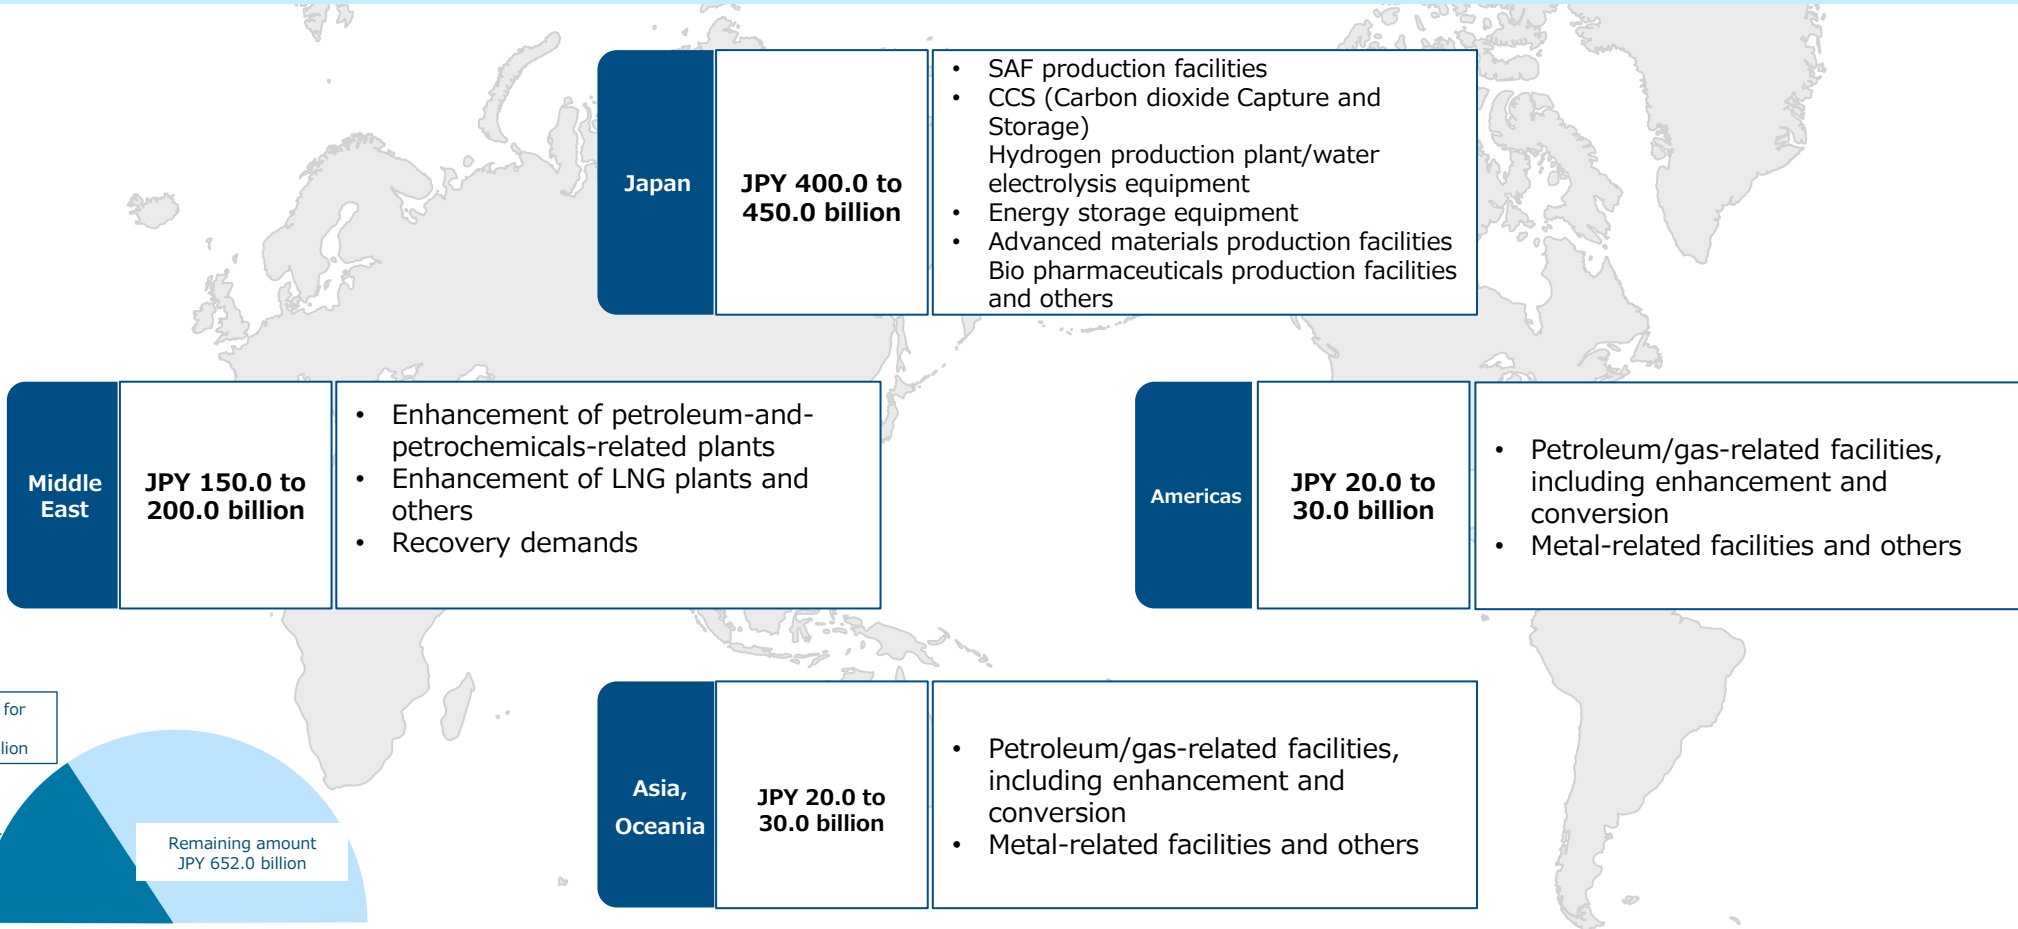 Japan
JPY 400.0 to
450.0 billion
• SAF production facilities
• CCS (Carbon dioxide Capture and
Storage)
Hydrogen production plant/water
electrolysis equipment
• Energy storage equipment
• Advanced materials production facilities
Bio pharmaceuticals production facilities
and others
Middle
East
JPY 150.0 to
200.0 billion
• Enhancement of petroleum-and-
petrochemicals-related plants
• Enhancement of LNG plants and
others
• Recovery demands
Americas
JPY 20.0 to
30.0 billion
• Petroleum/gas-related facilities,
including enhancement and
conversion
• Metal-related facilities and others
for
Remaining amount
JPY 652.0 billion
Asia,
Oceania
JPY 20.0 to
30.0 billion
• Petroleum/gas-related facilities,
including enhancement and
conversion
• Metal-related facilities and others